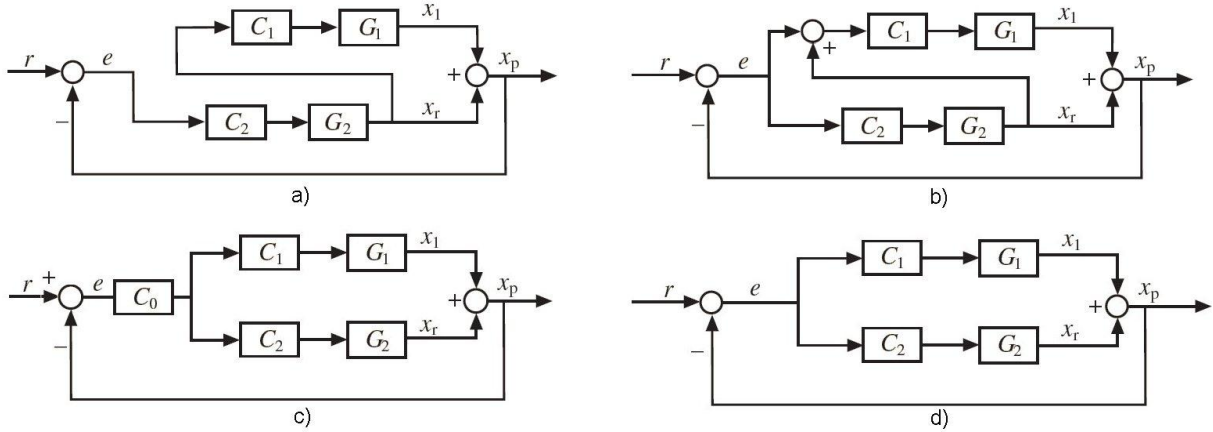 C1 G1 x1
r e + xp
− C2 G2 xr
a)
+ C1 G1 x1
r e + xp
− C2 G2 xr
b)
+ C1 G1 x1
r e C0 + xp
− C2 G2 xr
c)
C1 G1 x1
r e + xp
− C2 G2 xr
d)